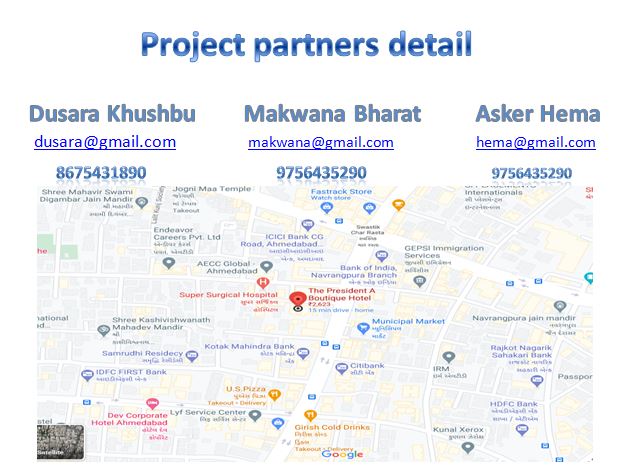 Project partners detail
Dusara Khushbu
Makwana Bharat
Asker Hema
dusara@gmail.com
makwana@gmail.com
hema@gmail.com
8675431890
9756435290
9756435290
Shree Mahavir Swami
Digambar Jain Mandir
Jogni Maa Temple
Takeout · Delivery
Fastrack Store
Watch store
Swastik
Char Rasta
Endeavor
Careers Pvt. Ltd
ICICI Bank CG
Road, Ahmedabad...
GEPSI Immigration
Services
AECC Global -
Ahmedabad
Bank of India,
Navrangpura Branch
Super Surgical Hospital
The President A
Boutique Hotel
₹2,623
15 min drive · home
Shree Kashivishwanath
Mahadev Mandir
Municipal Market
Navrangpura jain mandir
Kotak Mahindra Bank
Samrudhi Residecy
Rajkot Nagarik
Sahakari Bank
IDFC FIRST Bank
Citibank
IRM
U.S.Pizza
Takeout · Delivery
HDFC Bank
Dev Corporate
Hotel Ahmedabad
Lyf Service Center
Girish Cold Drinks
Takeout · Delivery
Kunal Xerox
Satellite
Google